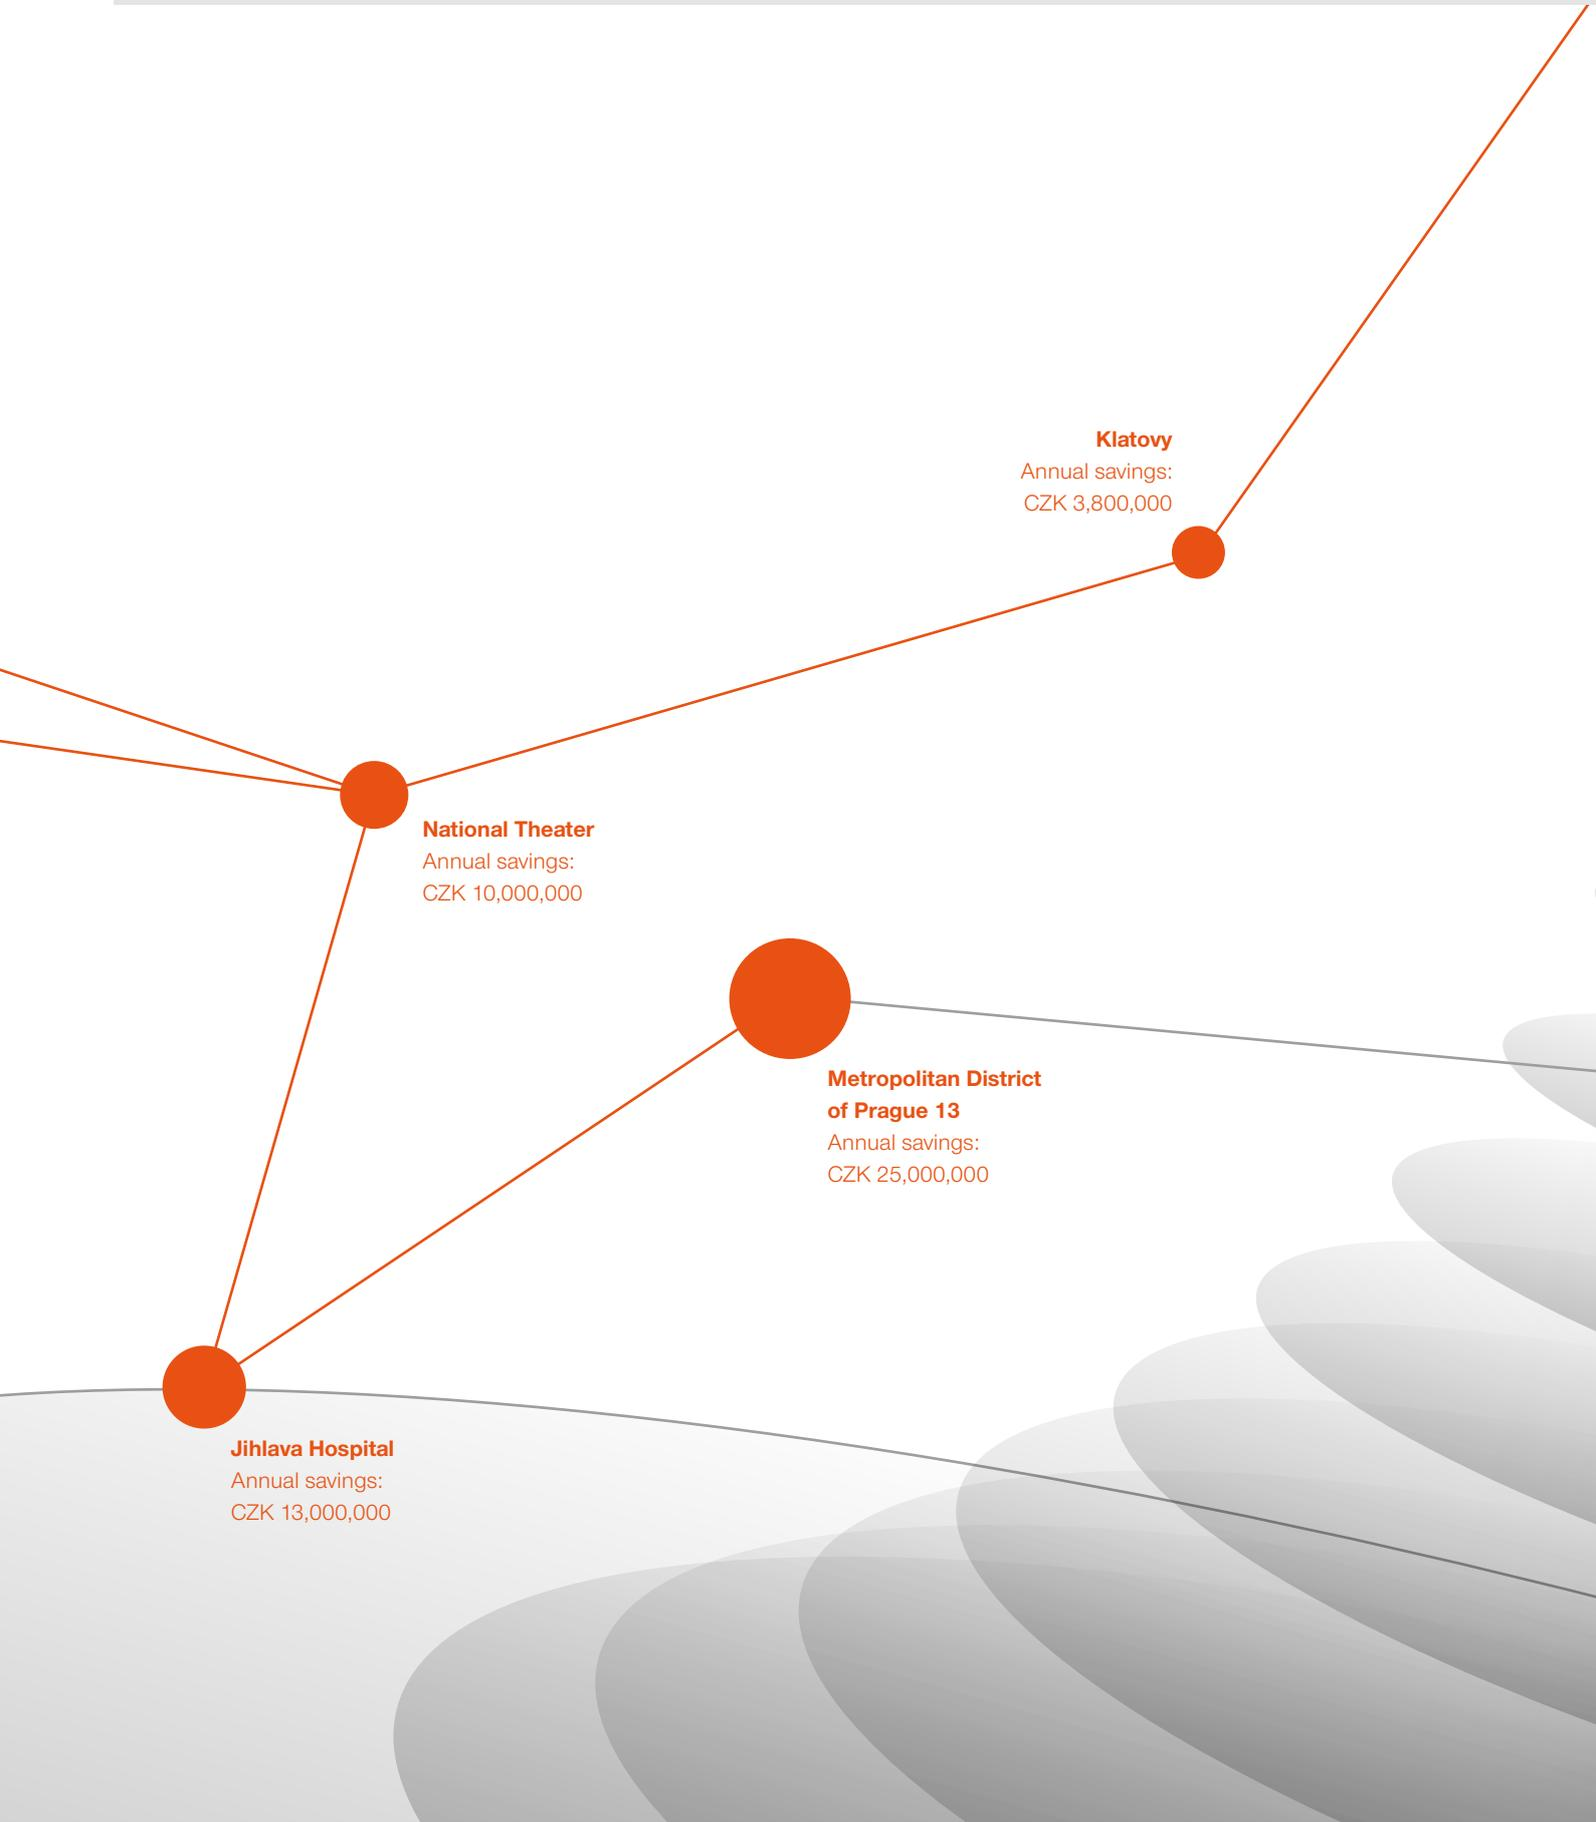 Klatovy
Annual savings:
CZK 3,800,000
National Theater
Annual savings:
CZK 10,000,000
Metropolitan District
of Prague 13
Annual savings:
CZK 25,000,000
Jihlava Hospital
Annual savings:
CZK 13,000,000